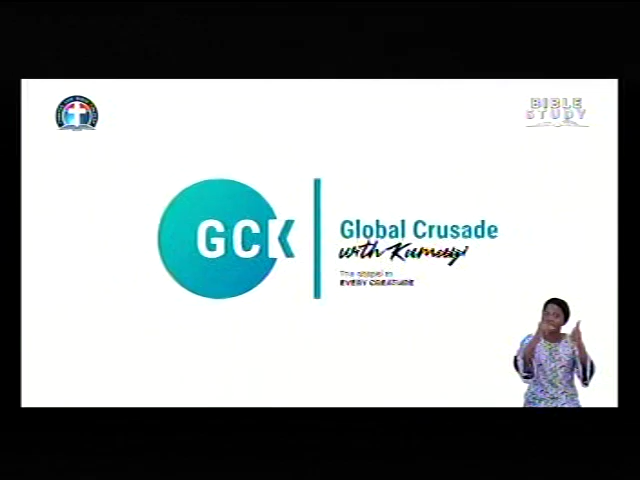 BIBLE
STUDY
GCK
Global Crusade
with Kumuyi
The gospel to
EVERY CREATURE